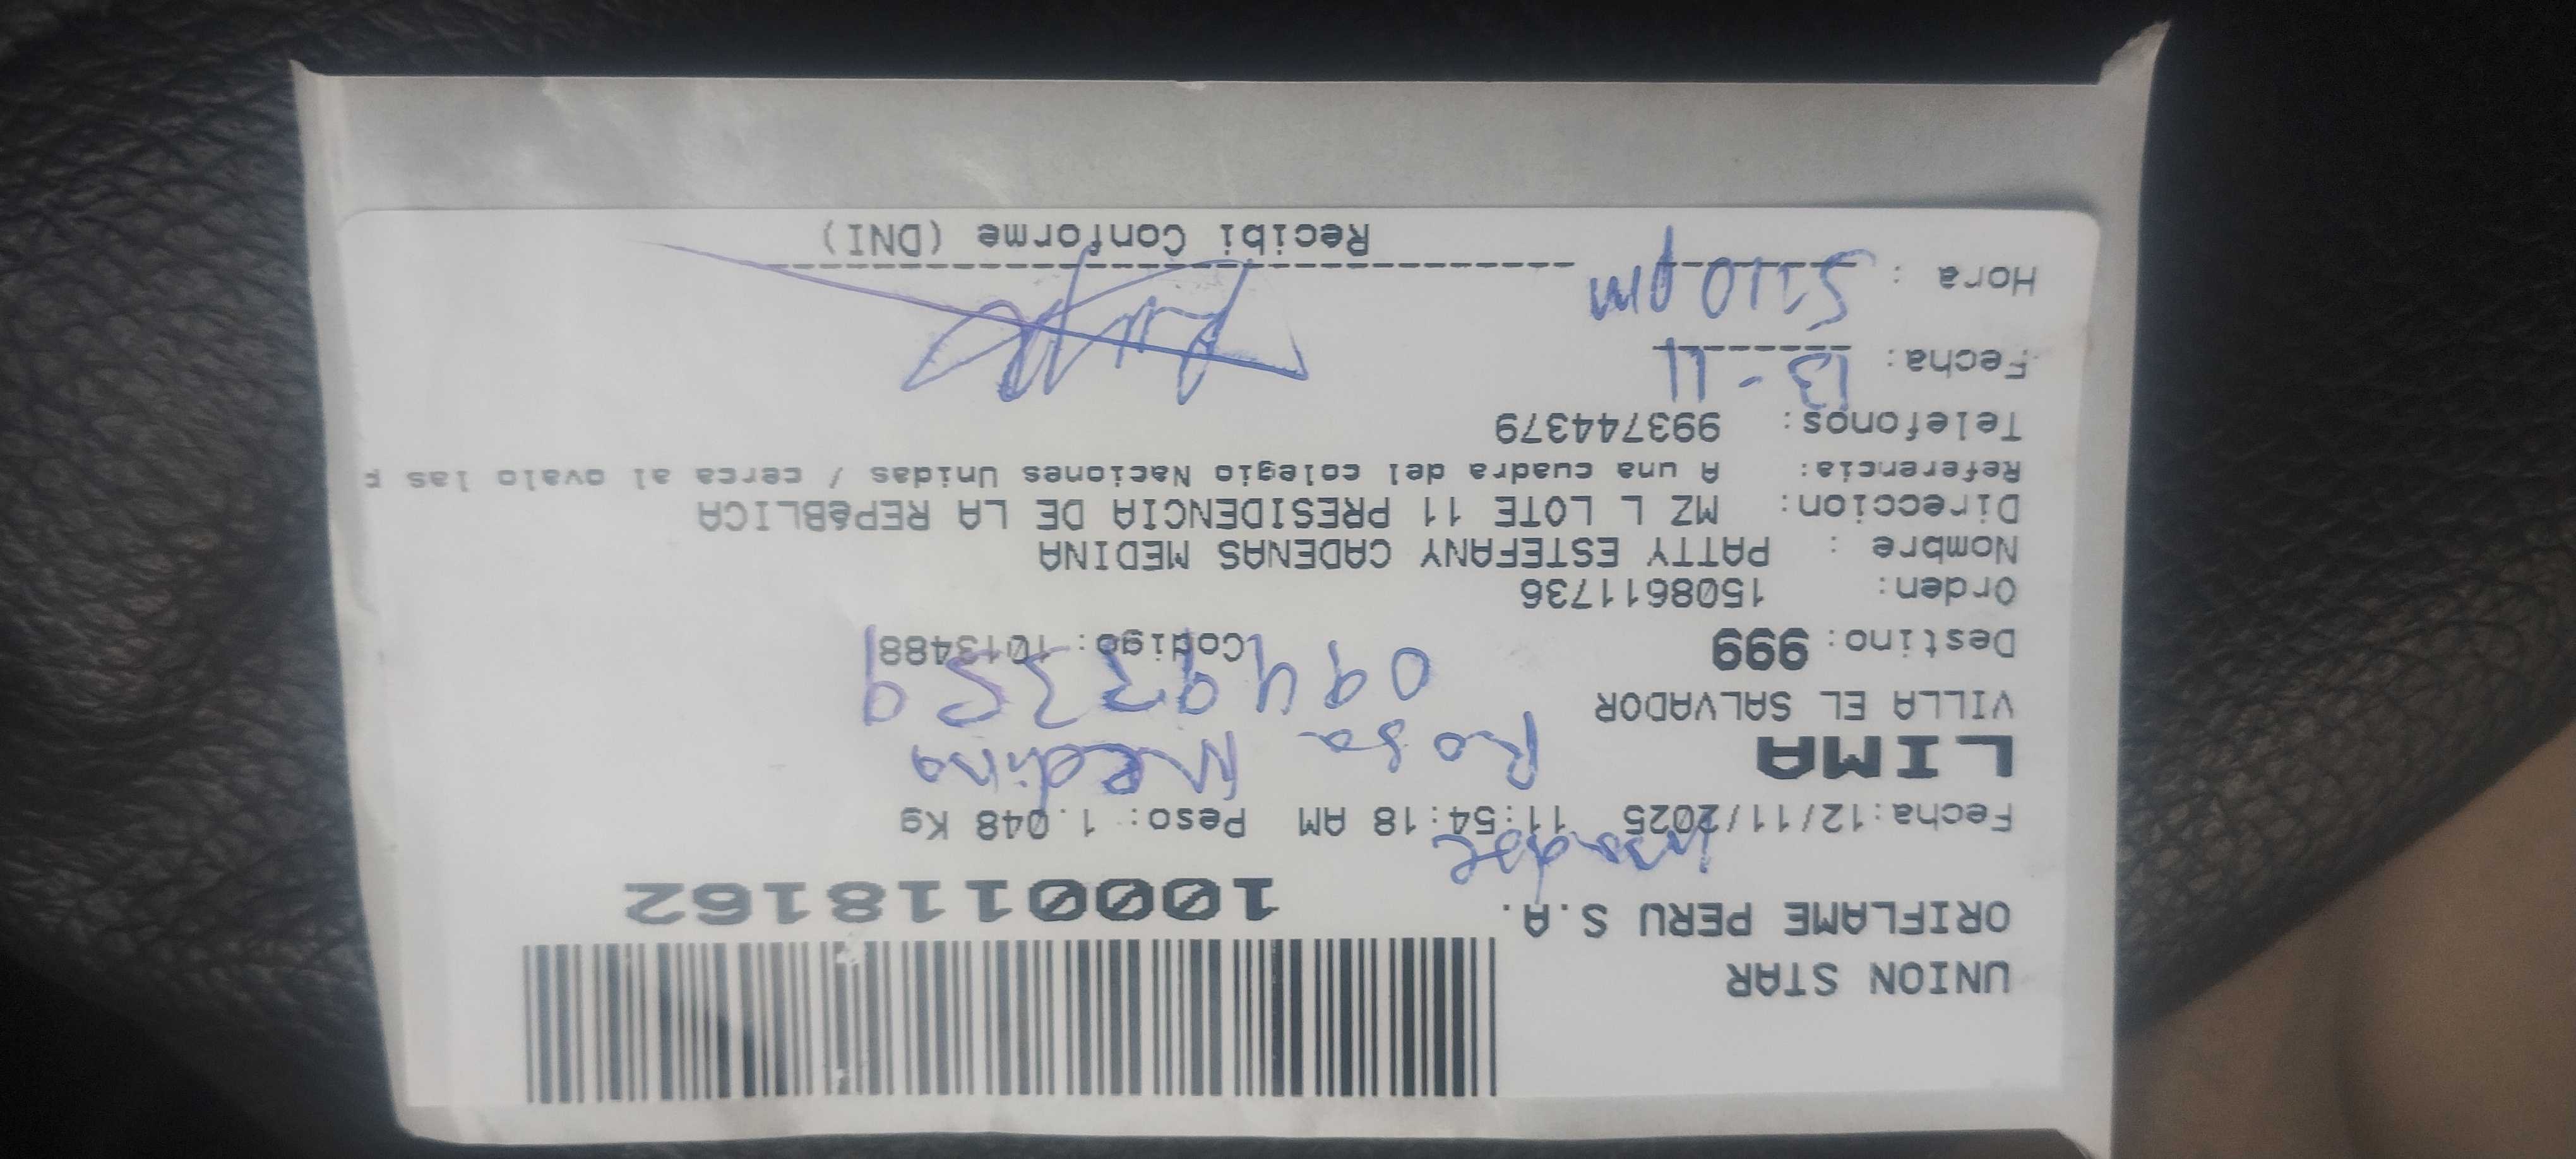 UNION STAR
ORIFLAME PERU S.A.
1000118162
Fecha:12/11/2025 11:54:18 AM Peso: 1.048 Kg
LIMA
Rosa Medina
VILLA EL SALVADOR
Destino: 999
Codigo: 1013488
Orden: 1508611736
Nombre : PATTY ESTEFANY CADENAS MEDINA
Direccion: MZ L LOTE 11 PRESIDENCIA DE LA REPéBLICA
Referencia: A una cuadra del colegio Naciones Unidas / cerca al ovalo las
Telefonos: 993744379
Fecha: 13-11
Hora : 5:10 pm
Recibi Conforme (DNI)